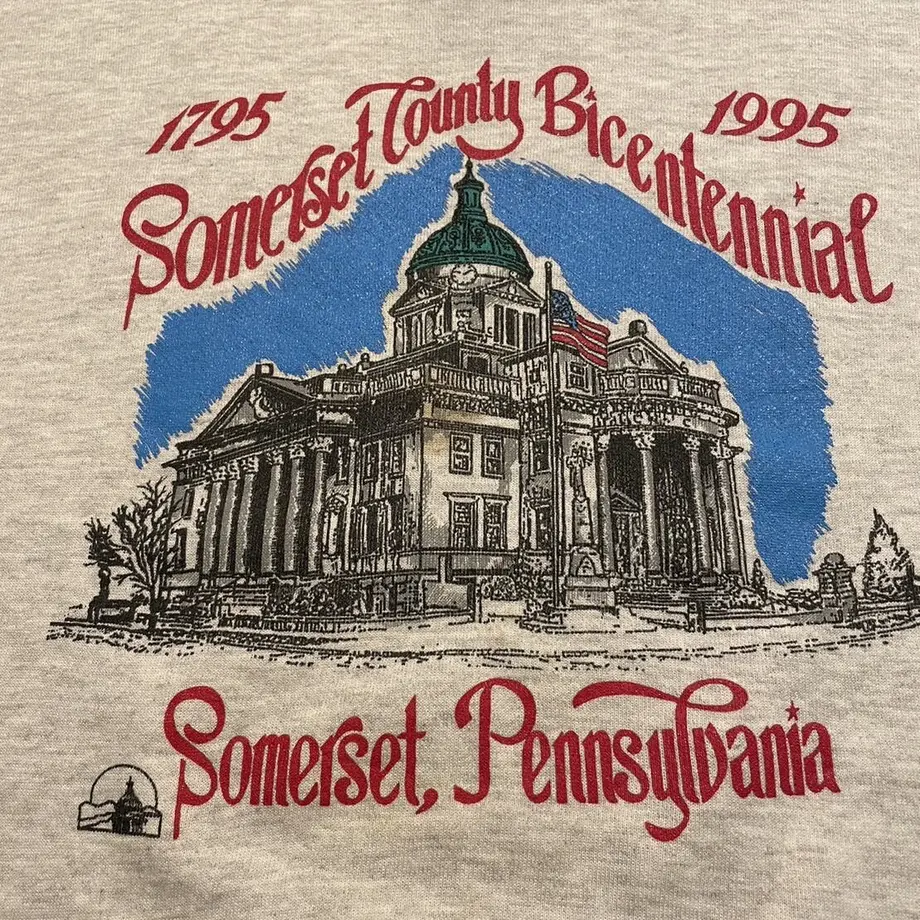 1795 1995
Somerset County Bicentennial
Somerset, Pennsylvania